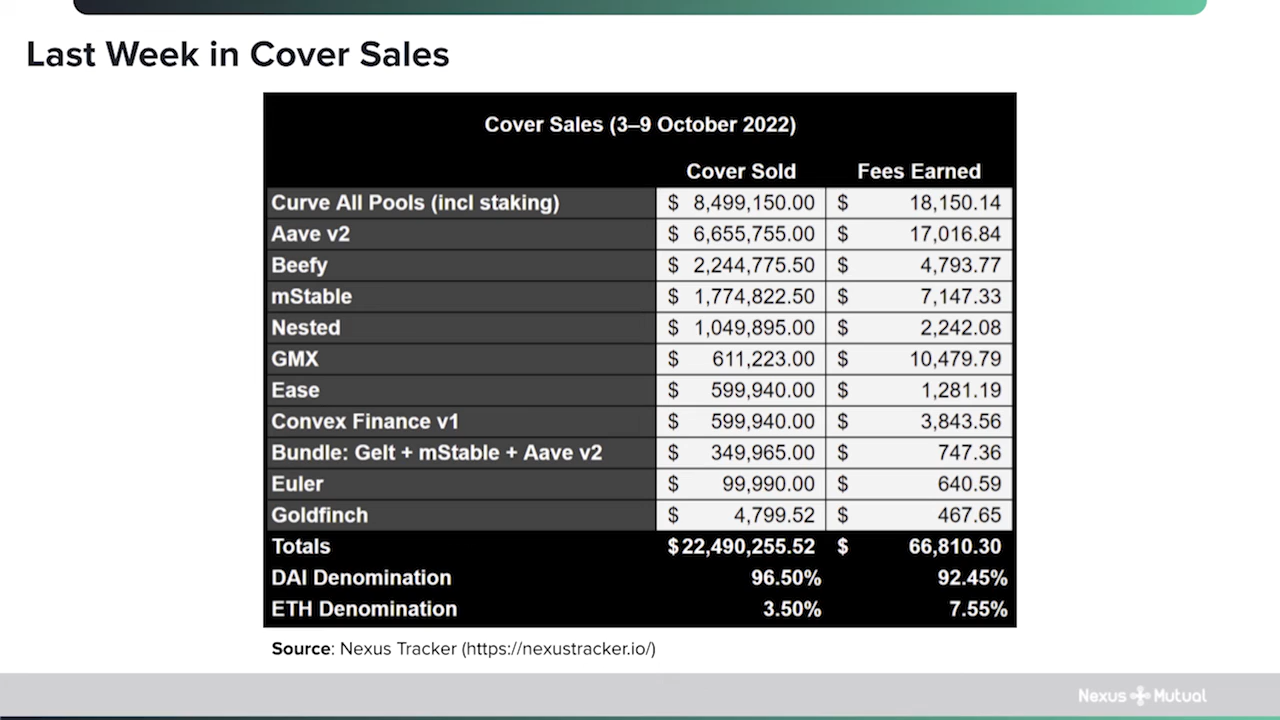 Last Week in Cover Sales
Cover Sales (3–9 October 2022)
Cover Sold Fees Earned
Curve All Pools (incl staking) $ 8,499,150.00 $ 18,150.14
Aave v2 $ 6,655,755.00 $ 17,016.84
Beefy $ 2,244,775.50 $ 4,793.77
mStable $ 1,774,822.50 $ 7,147.33
Nested $ 1,049,895.00 $ 2,242.08
GMX $ 611,223.00 $ 10,479.79
Ease $ 599,940.00 $ 1,281.19
Convex Finance v1 $ 599,940.00 $ 3,843.56
Bundle: Gelt + mStable + Aave v2 $ 349,965.00 $ 747.36
Euler $ 99,990.00 $ 640.59
Goldfinch $ 4,799.52 $ 467.65
Totals $ 22,490,255.52 $ 66,810.30
DAI Denomination 96.50% 92.45%
ETH Denomination 3.50% 7.55%
Source: Nexus Tracker (https://nexustracker.io/)
Nexus Mutual